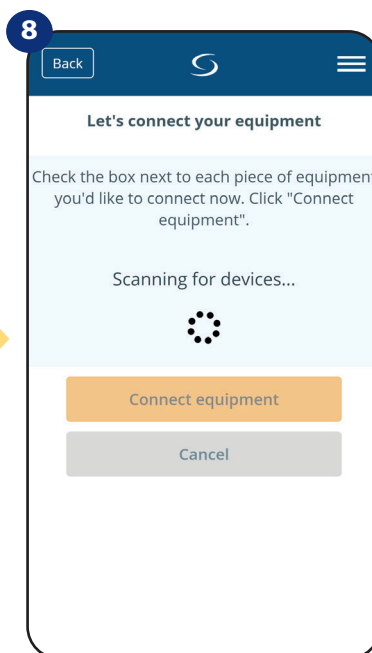 8
Back
Let's connect your equipment
Check the box next to each piece of equipment
you'd like to connect now. Click "Connect
equipment".
Scanning for devices...
Connect equipment
Cancel